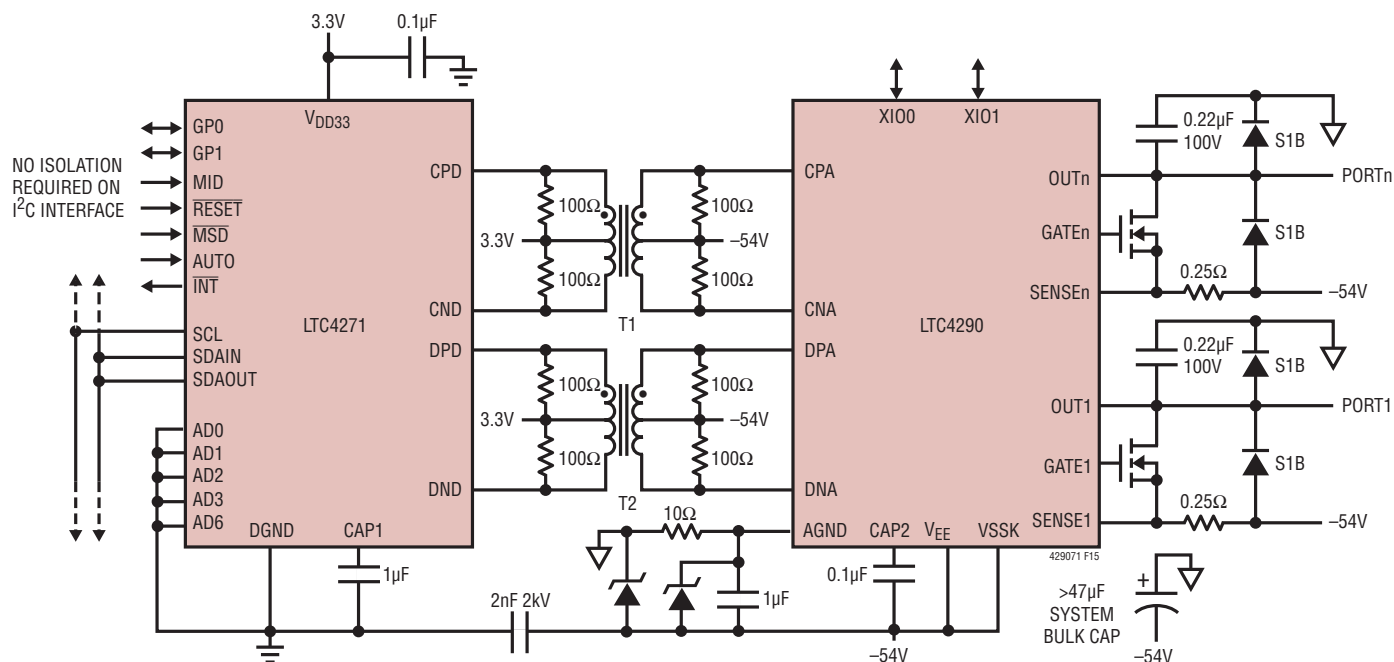 3.3V
0.1µF
VDD33
GP0
GP1
MID
RESET
MSD
AUTO
INT
NO ISOLATION
REQUIRED ON
I2C INTERFACE
SCL
SDAIN
SDAOUT
AD0
AD1
AD2
AD3
AD6
DGND
CAP1
LTC4271
CPD
CND
DPD
DND
1µF
2nF 2kV
100Ω
3.3V
100Ω
100Ω
–54V
100Ω
T1
100Ω
3.3V
100Ω
100Ω
–54V
100Ω
T2
10Ω
1µF
XIO0
XIO1
CPA
CNA
DPA
DNA
LTC4290
AGND
CAP2
VEE
VSSK
0.1µF
–54V
OUTn
GATEn
SENSEn
OUT1
GATE1
SENSE1
429071 F15
0.22µF
100V
S1B
PORTn
S1B
0.25Ω
–54V
0.22µF
100V
S1B
PORT1
S1B
0.25Ω
–54V
+
>47µF
SYSTEM
BULK CAP
–54V